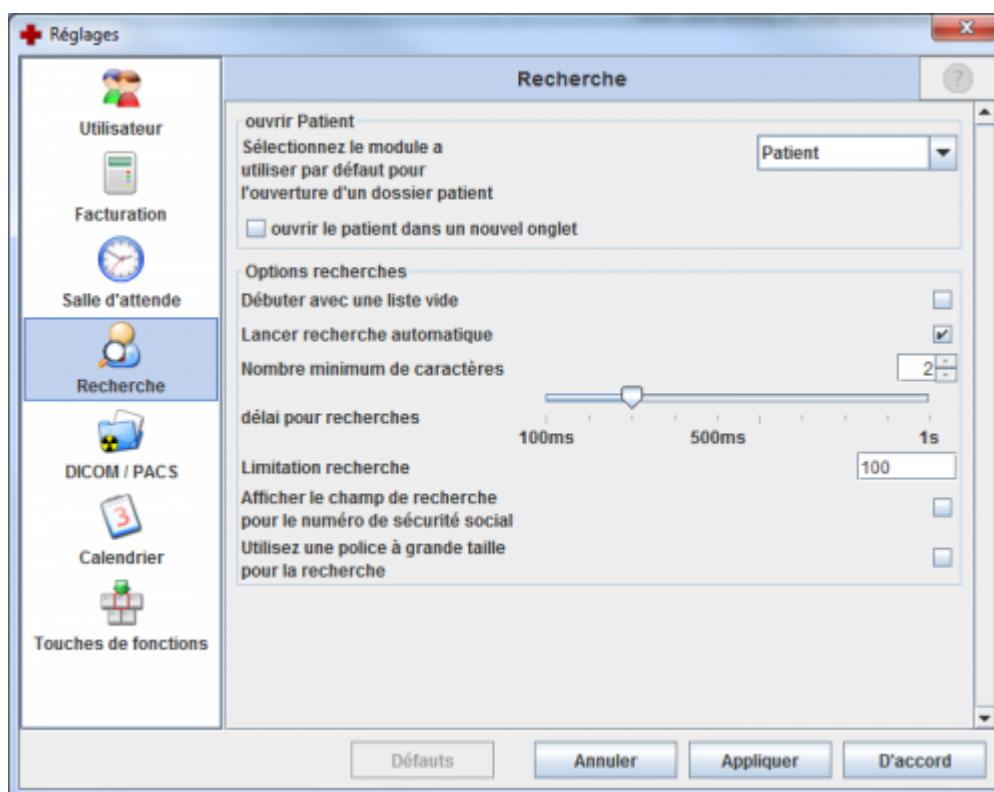 Réglages
Recherche
?
Utilisateur
Facturation
Salle d'attende
Recherche
DICOM / PACS
3
Calendrier
Touches de fonctions
ouvrir Patient
Sélectionnez le module a
utiliser par défaut pour
l'ouverture d'un dossier patient
Patient
ouvrir le patient dans un nouvel onglet
Options recherches
Débuter avec une liste vide
Lancer recherche automatique
Nombre minimum de caractères
2
délai pour recherches
100ms 500ms 1s
Limitation recherche
100
Afficher le champ de recherche
pour le numéro de sécurité social
Utilisez une police à grande taille
pour la recherche
Défauts
Annuler
Appliquer
D'accord